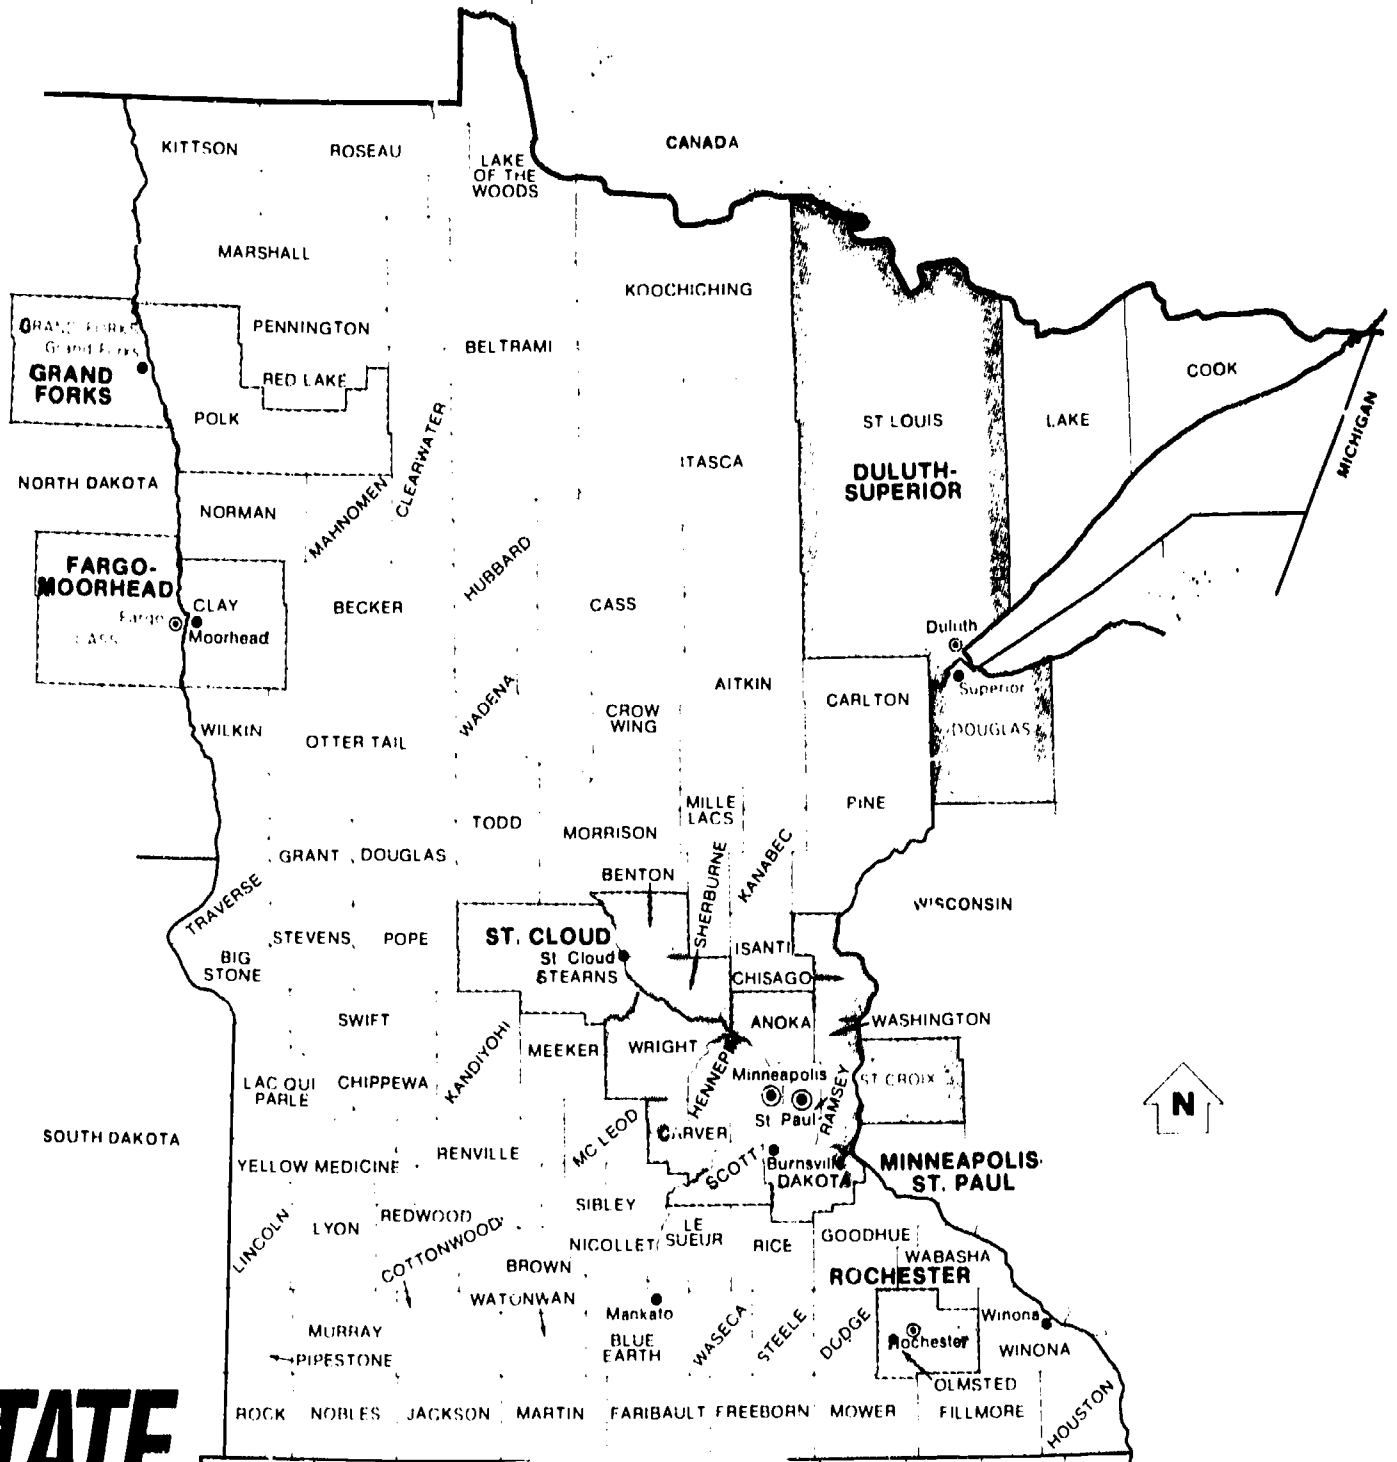 CANADA
KITTSON
ROSEAU
LAKE
OF THE
WOODS
MARSHALL
KOOCHICHING
GRAND FORKS
Grand Forks
GRAND
FORKS
PENNINGTON
RED LAKE
POLK
BELTRAMI
CLEARWATER
ITASCA
ST LOUIS
DULUTH-
SUPERIOR
LAKE
COOK
MICHIGAN
NORTH DAKOTA
NORMAN
MAHNOMEN
HUBBARD
FARGO-
MOORHEAD
Fargo
CASS
CLAY
Moorhead
BECKER
CASS
Duluth
Superior
DOUGLAS
WADENA
CROW
WING
AITKIN
CARLTON
WILKIN
OTTER TAIL
TODD
MORRISON
MILLE
LACS
KANABEC
PINE
GRANT
DOUGLAS
BENTON
SHERBURNE
TRAVERSE
WISCONSIN
STEVENS
POPE
ST. CLOUD
St Cloud
STEARNS
ISANTI
CHISAGO
BIG
STONE
SWIFT
KANDIYOHI
MEEKER
WRIGHT
ANOKA
WASHINGTON
HENNEPIN
Minneapolis
St Paul
RAMSEY
ST CROIX
N
LAC QUI
PARLE
CHIPPEWA
SOUTH DAKOTA
YELLOW MEDICINE
RENVILLE
MC LEOD
CARVER
SCOTT
Burnsville
DAKOTA
MINNEAPOLIS
ST. PAUL
LINCOLN
LYON
REDWOOD
COTTONWOOD
SIBLEY
NICOLLET
LE
SUEUR
RICE
GOODHUE
WABASHA
ROCHESTER
BROWN
WATONWAN
Mankato
BLUE
EARTH
WASECA
STEELE
DODGE
Rochester
Winona
WINONA
OLMSTED
MURRAY
PIPESTONE
ROCK
NOBLES
JACKSON
MARTIN
FARIBAULT
FREEBORN
MOWER
FILLMORE
HOUSTON
TATE